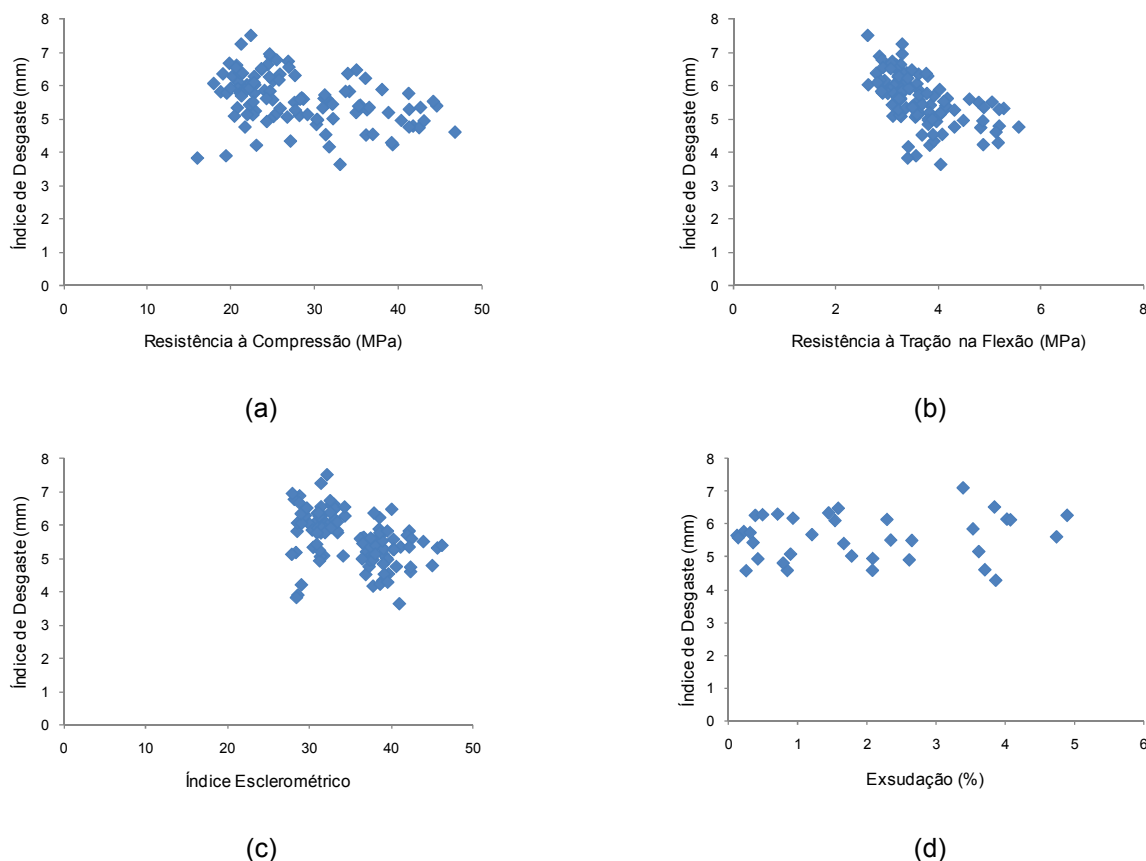 Índice de Desgaste (mm)
8
7
6
5
4
3
2
1
0
0 10 20 30 40 50
Resistência à Compressão (MPa)
(a)
Índice de Desgaste (mm)
8
7
6
5
4
3
2
1
0
0 2 4 6 8
Resistência à Tração na Flexão (MPa)
(b)
Índice de Desgaste (mm)
8
7
6
5
4
3
2
1
0
0 10 20 30 40 50
Índice Esclerométrico
(c)
Índice de Desgaste (mm)
8
7
6
5
4
3
2
1
0
0 1 2 3 4 5 6
Exsudação (%)
(d)